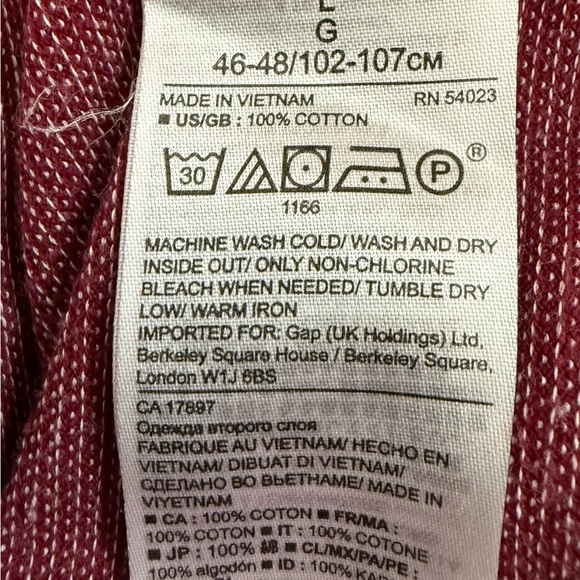 L
G
46-48/102-107CM
MADE IN VIETNAM RN 54023
■ US/GB : 100% COTTON
30 P ®
1166
MACHINE WASH COLD/ WASH AND DRY
INSIDE OUT/ ONLY NON-CHLORINE
BLEACH WHEN NEEDED/ TUMBLE DRY
LOW/ WARM IRON
IMPORTED FOR: Gap (UK Holdings) Ltd,
Berkeley Square House / Berkeley Square,
London W1J 6BS
CA 17897
Одежда второго слоя
FABRIQUE AU VIETNAM/ HECHO EN
VIETNAM/ DIBUAT DI VIETNAM/
СДЕЛАНО ВО ВЬЕТНАМЕ/ MADE IN
VIYETNAM
■ CA : 100% COTON ■ FR/MA :
100% COTON ■ IT : 100% COTONE
■ JP : 100% 綿 ■ CL/MX/PA/PE :
100% algodón ■ ID : 100% KA